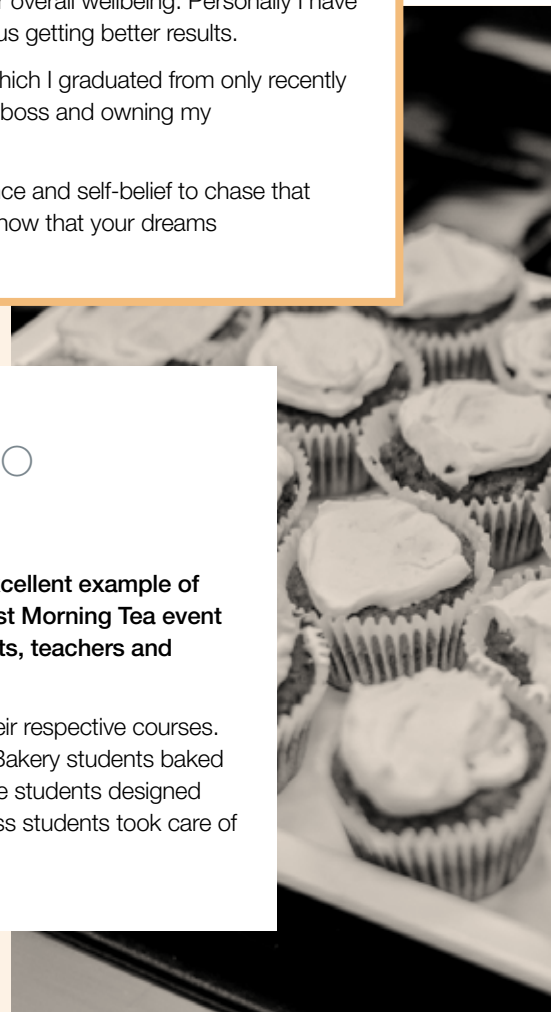 overall wellbeing. Personally I have
us getting better results.
which I graduated from only recently
boss and owning my
nce and self-belief to chase that
now that your dreams
O
cellent example of
st Morning Tea event
ts, teachers and
eir respective courses.
Bakery students baked
e students designed
ss students took care of